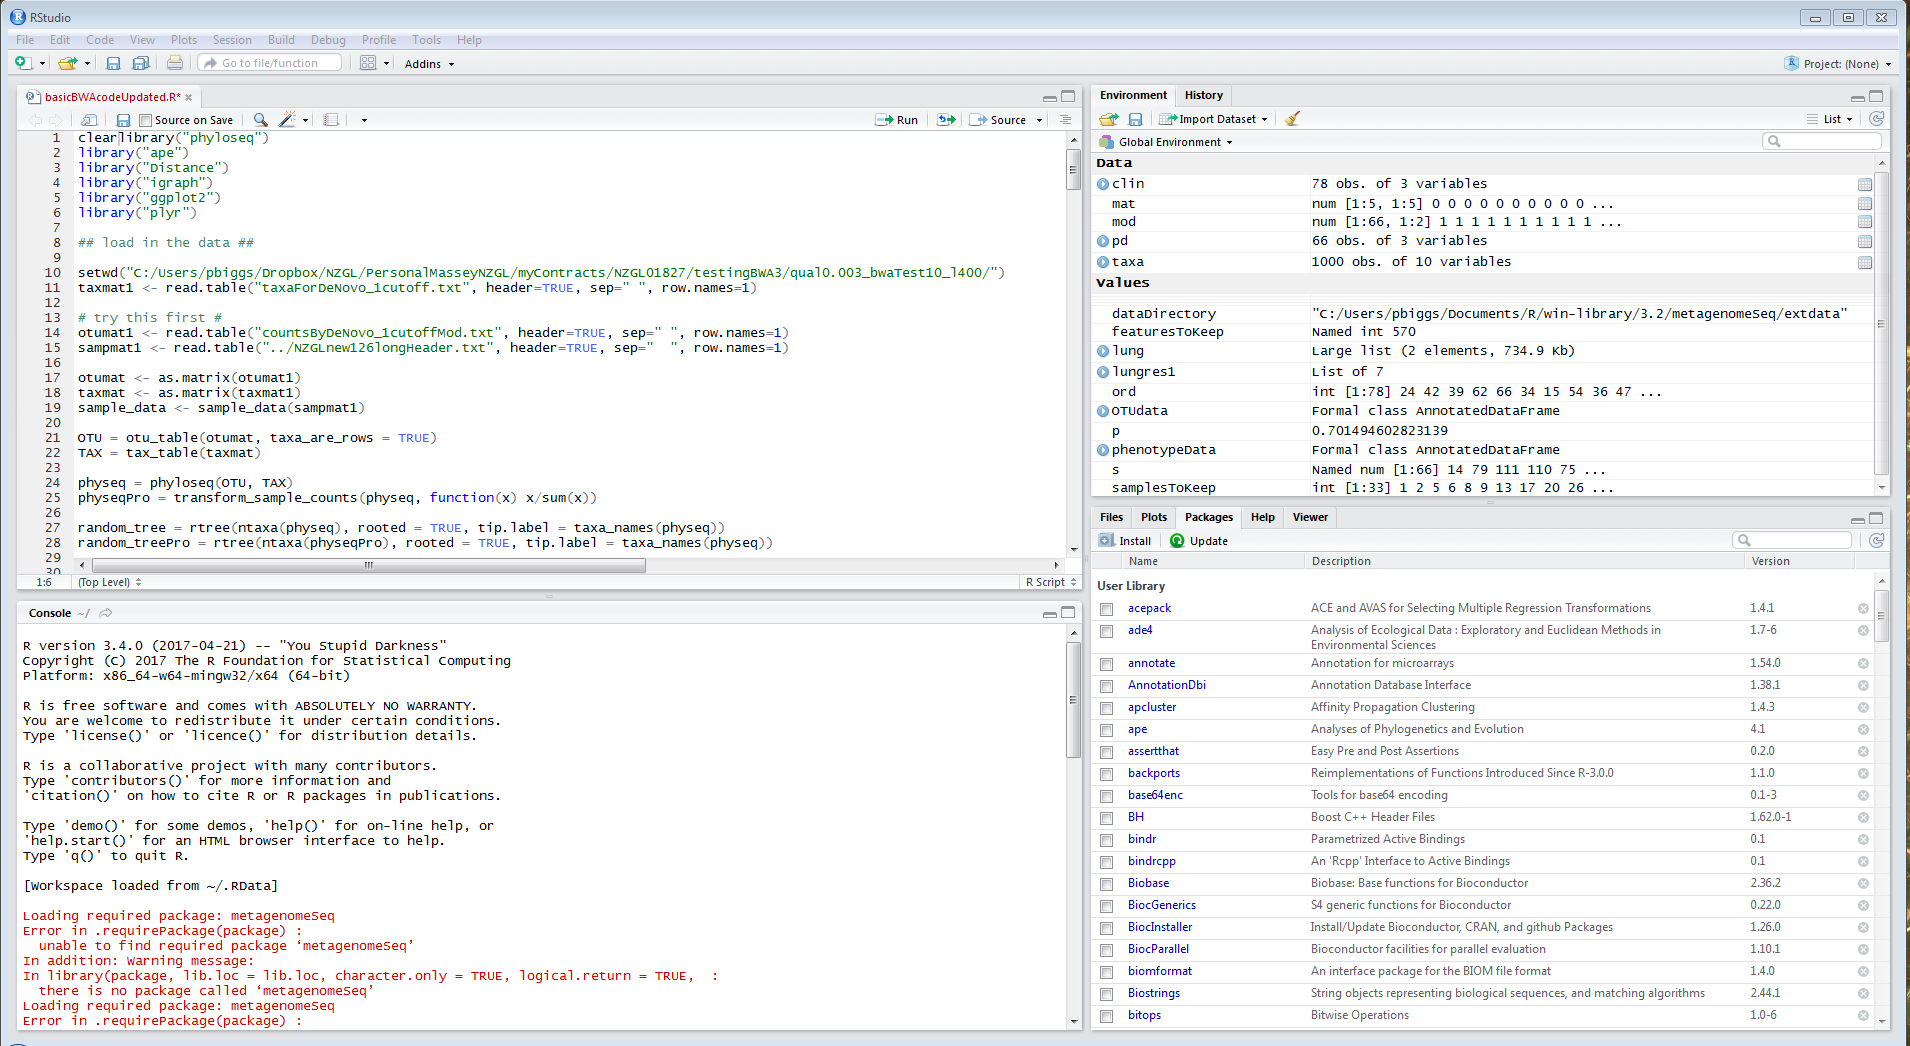 RStudio
File Edit Code View Plots Session Build Debug Profile Tools Help
Go to file/function Addins Project: (None)
basicBWAcodeUpdated.R*
Source on Save Run Source
1 clearlibrary("phyloseq")
2 library("ape")
3 library("Distance")
4 library("igraph")
5 library("ggplot2")
6 library("plyr")
7
8 ## load in the data ##
9
10 setwd("C:/Users/pbiggs/Dropbox/NZGL/PersonalMasseyNZGL/myContracts/NZGL01827/testingBWA3/qual0.003_bwaTest10_l400/")
11 taxmat1 <- read.table("taxaForDeNovo_1cutoff.txt", header=TRUE, sep=" ", row.names=1)
12
13 # try this first #
14 otumat1 <- read.table("countsByDeNovo_1cutoffMod.txt", header=TRUE, sep=" ", row.names=1)
15 sampmat1 <- read.table("../NZGLnew126longHeader.txt", header=TRUE, sep="  ", row.names=1)
16
17 otumat <- as.matrix(otumat1)
18 taxmat <- as.matrix(taxmat1)
19 sample_data <- sample_data(sampmat1)
20
21 OTU = otu_table(otumat, taxa_are_rows = TRUE)
22 TAX = tax_table(taxmat)
23
24 physeq = phyloseq(OTU, TAX)
25 physeqPro = transform_sample_counts(physeq, function(x) x/sum(x))
26
27 random_tree = rtree(ntaxa(physeq), rooted = TRUE, tip.label = taxa_names(physeq))
28 random_treePro = rtree(ntaxa(physeqPro), rooted = TRUE, tip.label = taxa_names(physeq))
29
30
1:6 (Top Level) R Script
Console ~/
R version 3.4.0 (2017-04-21) -- "You Stupid Darkness"
Copyright (C) 2017 The R Foundation for Statistical Computing
Platform: x86_64-w64-mingw32/x64 (64-bit)
R is free software and comes with ABSOLUTELY NO WARRANTY.
You are welcome to redistribute it under certain conditions.
Type 'license()' or 'licence()' for distribution details.
R is a collaborative project with many contributors.
Type 'contributors()' for more information and
'citation()' on how to cite R or R packages in publications.
Type 'demo()' for some demos, 'help()' for on-line help, or
'help.start()' for an HTML browser interface to help.
Type 'q()' to quit R.
[Workspace loaded from ~/.RData]
Loading required package: metagenomeSeq
Error in .requirePackage(package) :
unable to find required package ‘metagenomeSeq’
In addition: Warning message:
In library(package, lib.loc = lib.loc, character.only = TRUE, logical.return = TRUE,  :
there is no package called ‘metagenomeSeq’
Loading required package: metagenomeSeq
Error in .requirePackage(package) :
Environment History
Import Dataset List
Global Environment
Data
clin 78 obs. of 3 variables
mat num [1:5, 1:5] 0 0 0 0 0 0 0 0 0 0 ...
mod num [1:66, 1:2] 1 1 1 1 1 1 1 1 1 1 ...
pd 66 obs. of 3 variables
taxa 1000 obs. of 10 variables
Values
dataDirectory "C:/Users/pbiggs/Documents/R/win-library/3.2/metagenomeSeq/extdata"
featuresToKeep Named int 570
lung Large list (2 elements, 734.9 Kb)
lungres1 List of 7
ord int [1:78] 24 42 39 62 66 34 15 54 36 47 ...
OTUdata Formal class AnnotatedDataFrame
p 0.701494602823139
phenotypeData Formal class AnnotatedDataFrame
s Named num [1:66] 14 79 111 110 75 ...
samplesToKeep int [1:33] 1 2 5 6 8 9 13 17 20 26 ...
Files Plots Packages Help Viewer
Install Update
Name Description Version
User Library
acepack ACE and AVAS for Selecting Multiple Regression Transformations 1.4.1
ade4 Analysis of Ecological Data : Exploratory and Euclidean Methods in 1.7-6
Environmental Sciences
annotate Annotation for microarrays 1.54.0
AnnotationDbi Annotation Database Interface 1.38.1
apcluster Affinity Propagation Clustering 1.4.3
ape Analyses of Phylogenetics and Evolution 4.1
assertthat Easy Pre and Post Assertions 0.2.0
backports Reimplementations of Functions Introduced Since R-3.0.0 1.1.0
base64enc Tools for base64 encoding 0.1-3
BH Boost C++ Header Files 1.62.0-1
bindr Parametrized Active Bindings 0.1
bindrcpp An 'Rcpp' Interface to Active Bindings 0.1
Biobase Biobase: Base functions for Bioconductor 2.36.2
BiocGenerics S4 generic functions for Bioconductor 0.22.0
BiocInstaller Install/Update Bioconductor, CRAN, and github Packages 1.26.0
BiocParallel Bioconductor facilities for parallel evaluation 1.10.1
biomformat An interface package for the BIOM file format 1.4.0
Biostrings String objects representing biological sequences, and matching algorithms 2.44.1
bitops Bitwise Operations 1.0-6